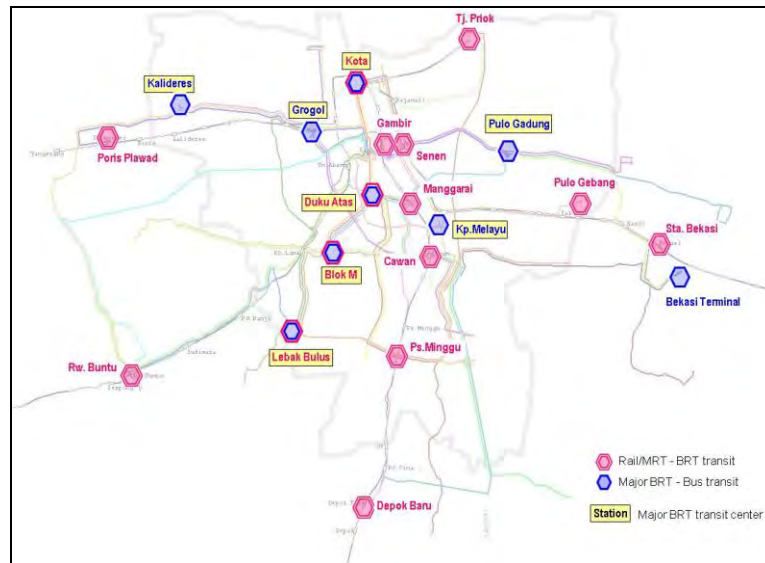 Tj. Priok
Kota
Kalideres
Grogol
Gambir
Pulo Gadung
Poris Plawad
Senen
Manggarai
Pulo Gebang
Duku Atas
Kp.Melayu
Sta. Bekasi
Cawan
Blok M
Bekasi Terminal
Lebak Bulus
Ps.Minggu
Rw. Buntu
Rail/MRT - BRT transit
Major BRT - Bus transit
Depok Baru
Station Major BRT transit center